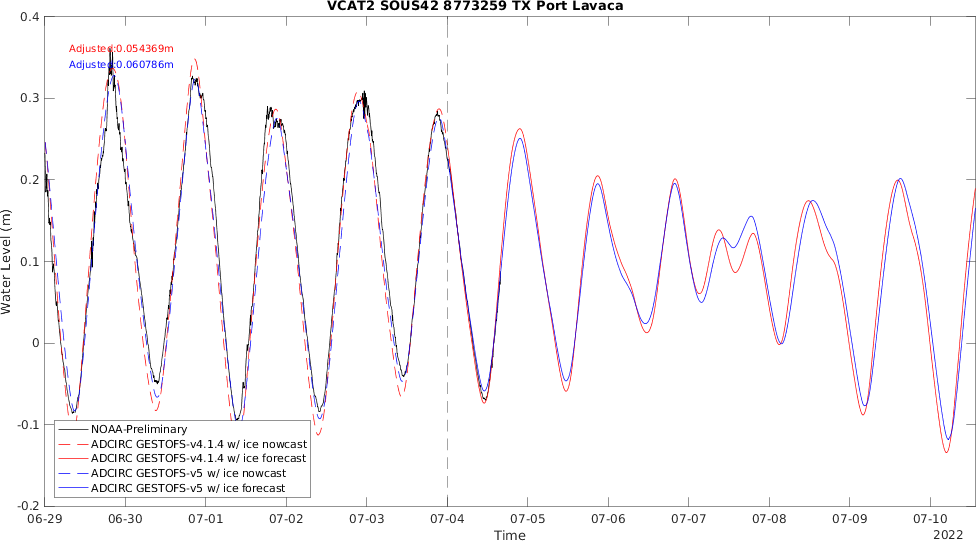 VCAT2 SOUS42 8773259 TX Port Lavaca
0.4
Adjusted:0.054369m
Adjusted:0.060786m
0.3
0.2
0.1
0
-0.1
-0.2
Water Level (m)
NOAA-Preliminary
ADCIRC GESTOFS-v4.1.4 w/ ice nowcast
ADCIRC GESTOFS-v4.1.4 w/ ice forecast
ADCIRC GESTOFS-v5 w/ ice nowcast
ADCIRC GESTOFS-v5 w/ ice forecast
06-29 06-30 07-01 07-02 07-03 07-04 07-05 07-06 07-07 07-08 07-09 07-10
Time
2022